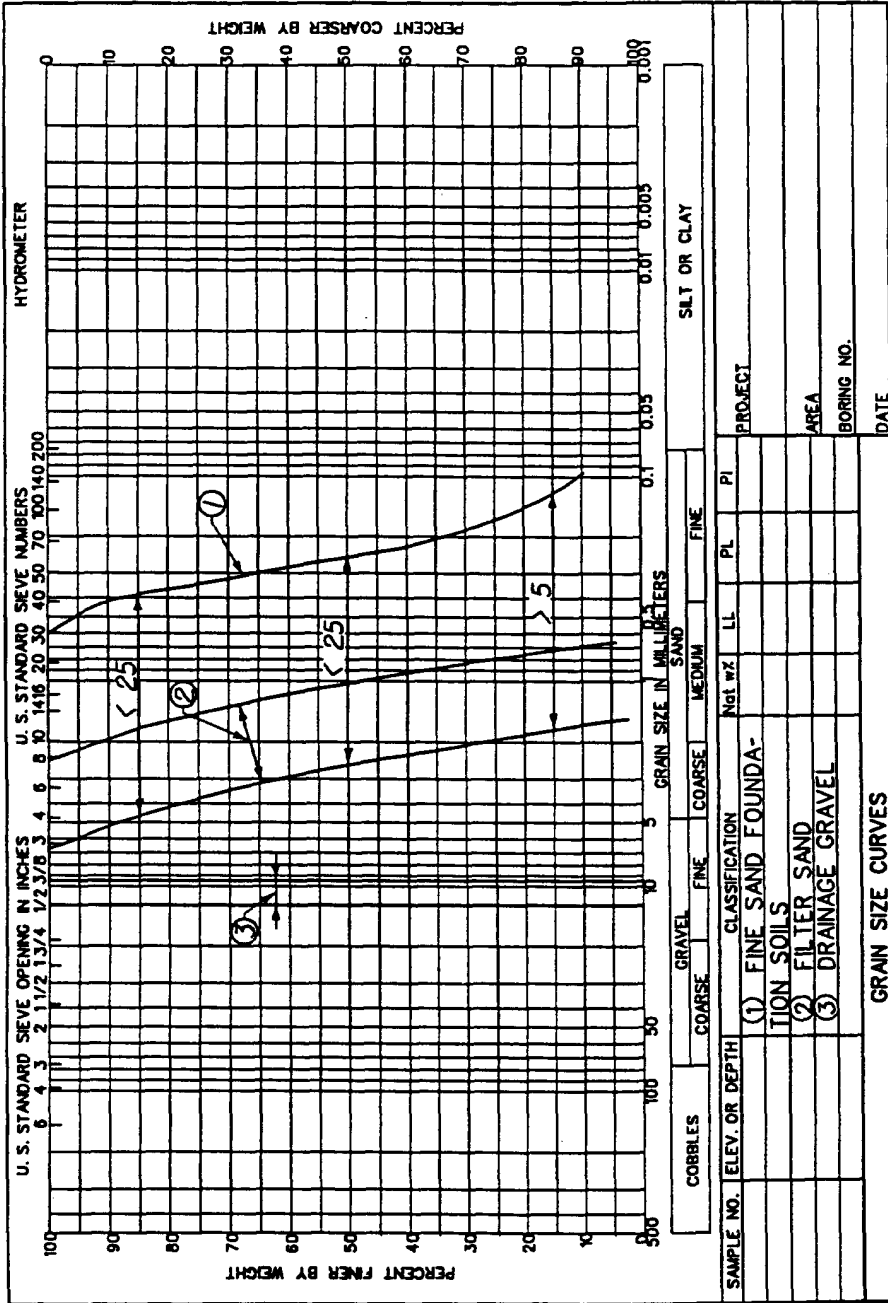 U. S. STANDARD SIEVE OPENING IN INCHES U. S. STANDARD SIEVE NUMBERS HYDROMETER
6 4 3 2 1 1/2 1 3/4 1/2 3/8 3 4 6 8 10 14 16 20 30 40 50 70 100 140 200
PERCENT FINER BY WEIGHT
100
90
80
70
60
50
40
30
20
10
0
PERCENT COARSER BY WEIGHT
0
10
20
30
40
50
60
70
80
90
100
①
②
③
< 25
< 25
> 5
500 100 50 10 5 0.5 0.1 0.05 0.01 0.005 0.001
GRAIN SIZE IN MILLIMETERS
COBBLES GRAVEL SAND SILT OR CLAY
COARSE FINE COARSE MEDIUM FINE
SAMPLE NO. ELEV. OR DEPTH CLASSIFICATION Nat w% LL PL PI
(1) FINE SAND FOUNDA-
TION SOILS
(2) FILTER SAND
(3) DRAINAGE GRAVEL
PROJECT
AREA
BORING NO.
DATE
GRAIN SIZE CURVES